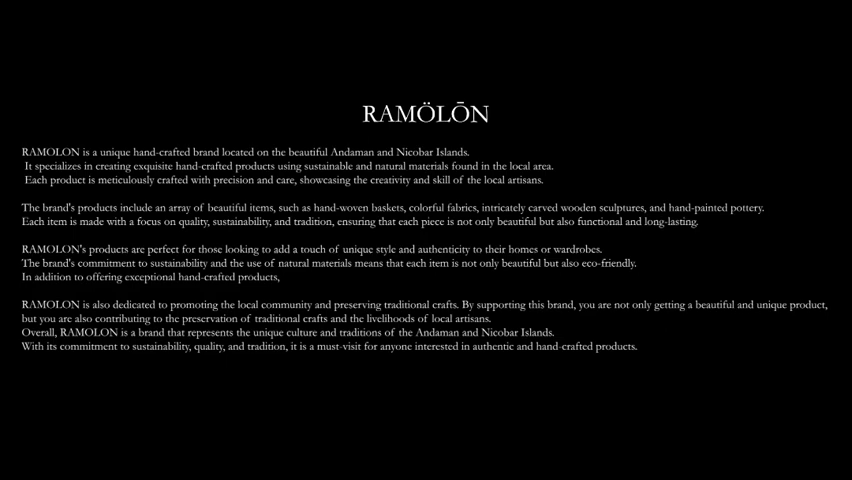 RAMÖLŌN
RAMOLON is a unique hand-crafted brand located on the beautiful Andaman and Nicobar Islands.
It specializes in creating exquisite hand-crafted products using sustainable and natural materials found in the local area.
Each product is meticulously crafted with precision and care, showcasing the creativity and skill of the local artisans.
The brand's products include an array of beautiful items, such as hand-woven baskets, colorful fabrics, intricately carved wooden sculptures, and hand-painted pottery.
Each item is made with a focus on quality, sustainability, and tradition, ensuring that each piece is not only beautiful but also functional and long-lasting.
RAMOLON's products are perfect for those looking to add a touch of unique style and authenticity to their homes or wardrobes.
The brand's commitment to sustainability and the use of natural materials means that each item is not only beautiful but also eco-friendly.
In addition to offering exceptional hand-crafted products,
RAMOLON is also dedicated to promoting the local community and preserving traditional crafts. By supporting this brand, you are not only getting a beautiful and unique product,
but you are also contributing to the preservation of traditional crafts and the livelihoods of local artisans.
Overall, RAMOLON is a brand that represents the unique culture and traditions of the Andaman and Nicobar Islands.
With its commitment to sustainability, quality, and tradition, it is a must-visit for anyone interested in authentic and hand-crafted products.